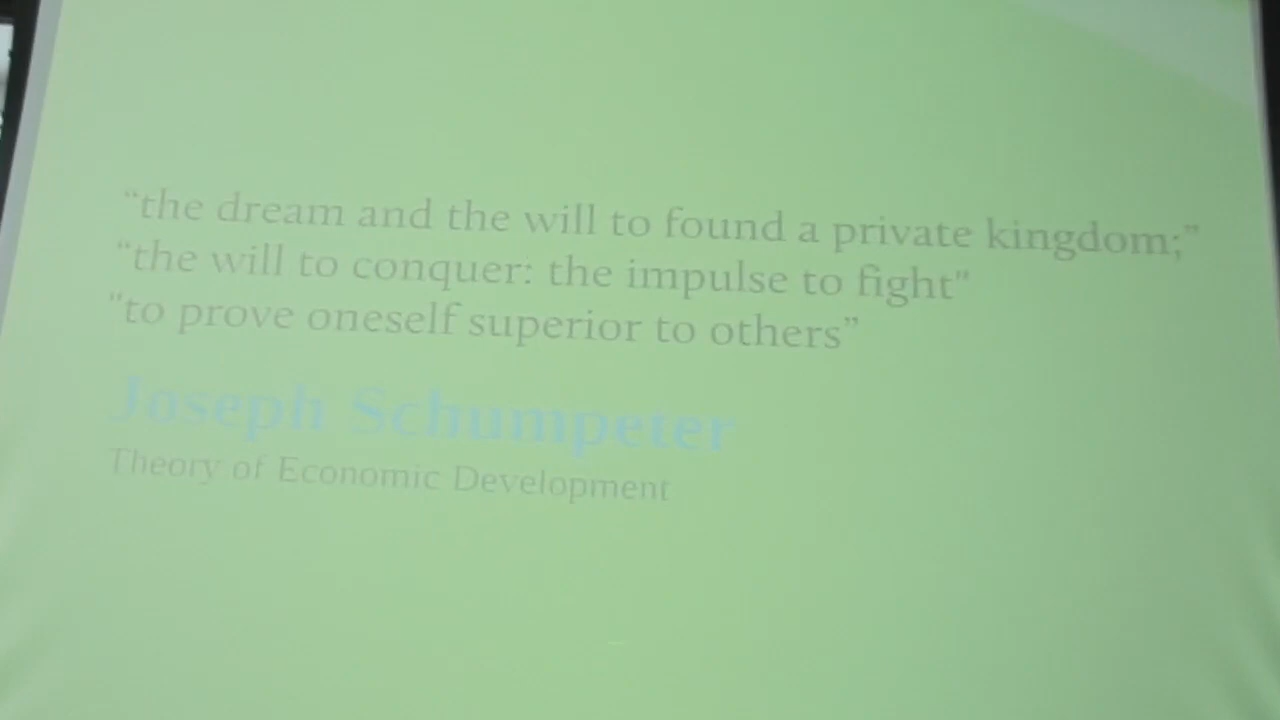 “the dream and the will to found a private kingdom;”
“the will to conquer: the impulse to fight"
"to prove oneself superior to others”
Joseph Schumpeter
Theory of Economic Development